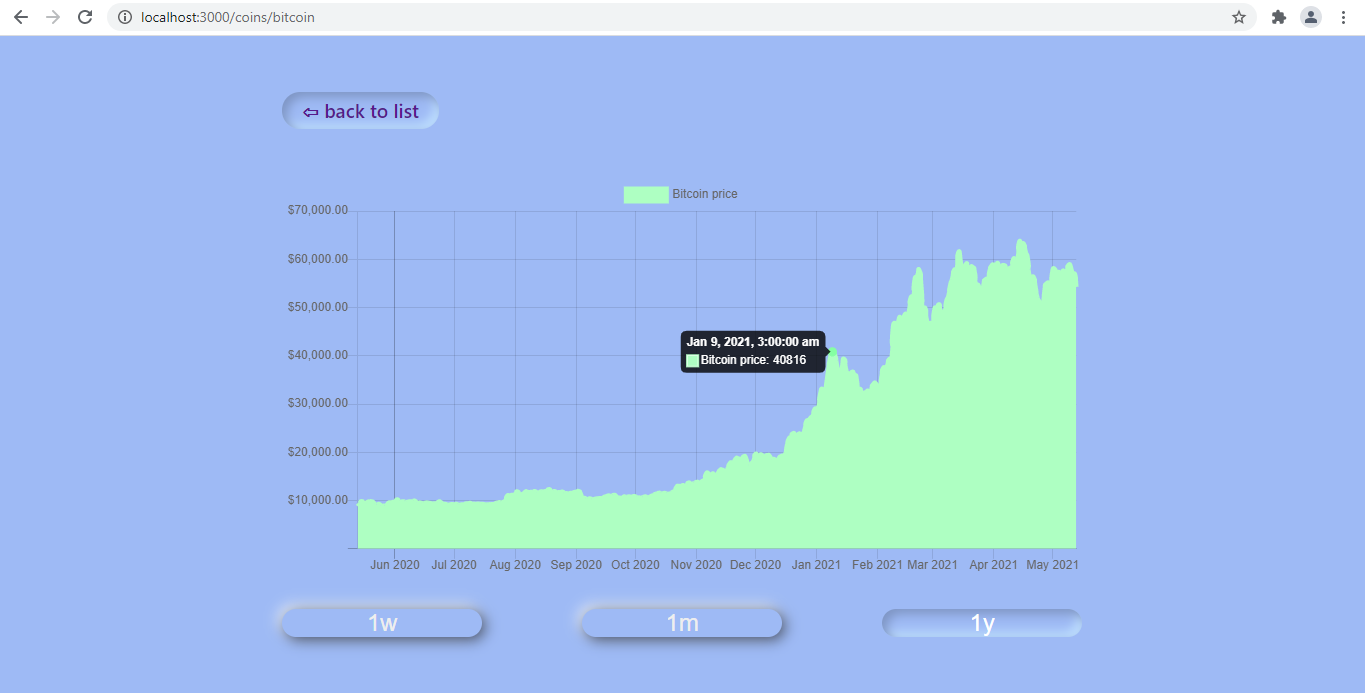 localhost:3000/coins/bitcoin
⇦ back to list
Bitcoin price
$70,000.00
$60,000.00
$50,000.00
Jan 9, 2021, 3:00:00 am
Bitcoin price: 40816
$40,000.00
$30,000.00
$20,000.00
$10,000.00
Jun 2020 Jul 2020 Aug 2020 Sep 2020 Oct 2020 Nov 2020 Dec 2020 Jan 2021 Feb 2021 Mar 2021 Apr 2021 May 2021
1w 1m 1y